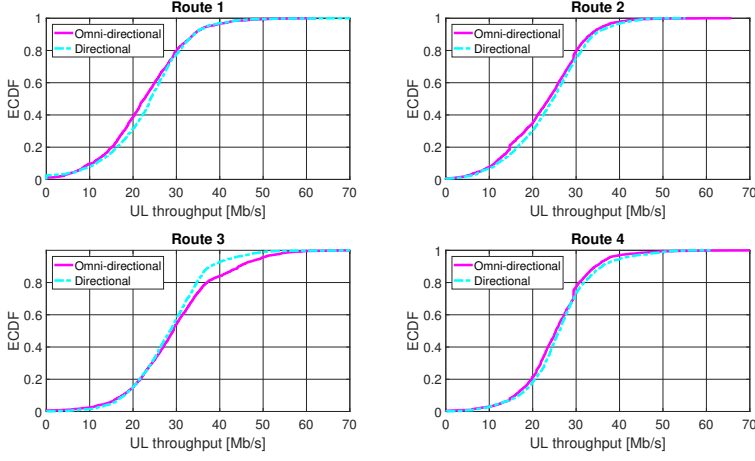 Route 1
1
0.8
0.6
0.4
0.2
0
ECDF
Omni-directional
Directional
0 10 20 30 40 50 60 70
UL throughput [Mb/s]
Route 2
1
0.8
0.6
0.4
0.2
0
ECDF
Omni-directional
Directional
0 10 20 30 40 50 60 70
UL throughput [Mb/s]
Route 3
0.8
0.6
0.4
0.2
0
ECDF
Omni-directional
Directional
0 10 20 30 40 50 60 70
UL throughput [Mb/s]
Route 4
1
0.8
0.6
0.4
0.2
0
ECDF
Omni-directional
Directional
0 10 20 30 40 50 60 70
UL throughput [Mb/s]